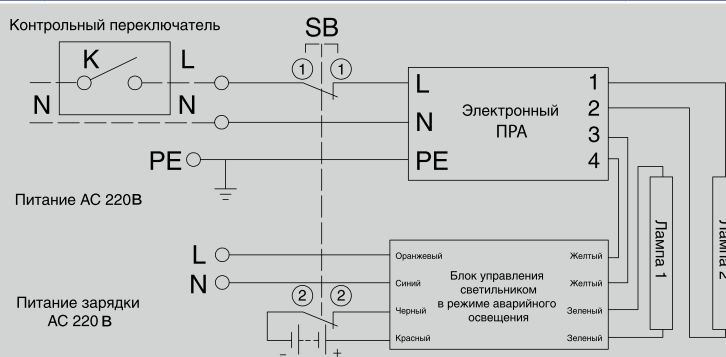 Контрольный переключатель
SB
K
L
1
1
L
1
N
N
N
2
Электронный
ПРА
3
PE
PE
4
Питание AC 220В
Лампа 1
Лампа 2
L
Оранжевый
Желтый
N
Синий
Желтый
Блок управления
светильником
в режиме аварийного
освещения
Питание зарядки
AC 220 В
2
2
Черный
Зеленый
Красный
Зеленый
-
+